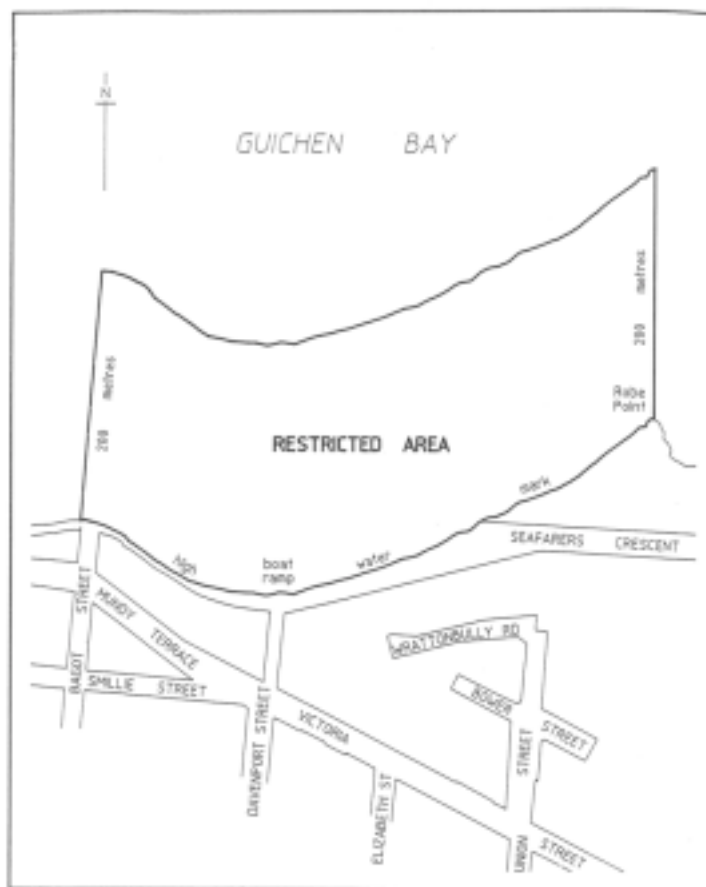 N
GUICHEN BAY
200 metres
200 metres
Robe
Point
RESTRICTED AREA
high
boat
ramp
water
mark
SEAFARERS CRESCENT
BAGOT STREET
MUNDY TERRACE
SMILLIE STREET
DAVENPORT STREET
VICTORIA STREET
ELIZABETH ST
WRATTONBULLY RD
BOWER STREET
UNION STREET